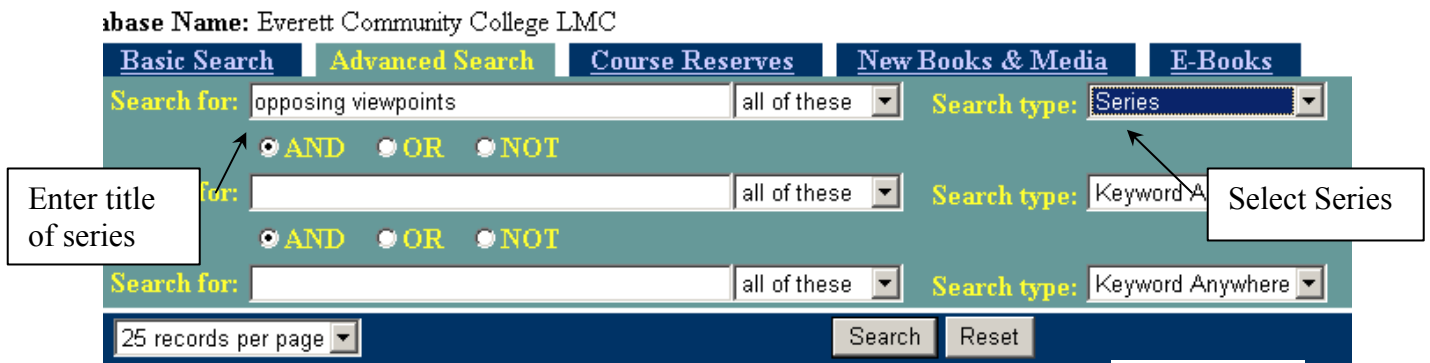 abase Name: Everett Community College LMC
Basic Search Advanced Search Course Reserves New Books & Media E-Books
Search for: opposing viewpoints all of these Search type: Series
AND OR NOT
Enter title
of series
for: all of these Search type: Keyword A
Select Series
AND OR NOT
Search for: all of these Search type: Keyword Anywhere
25 records per page Search Reset